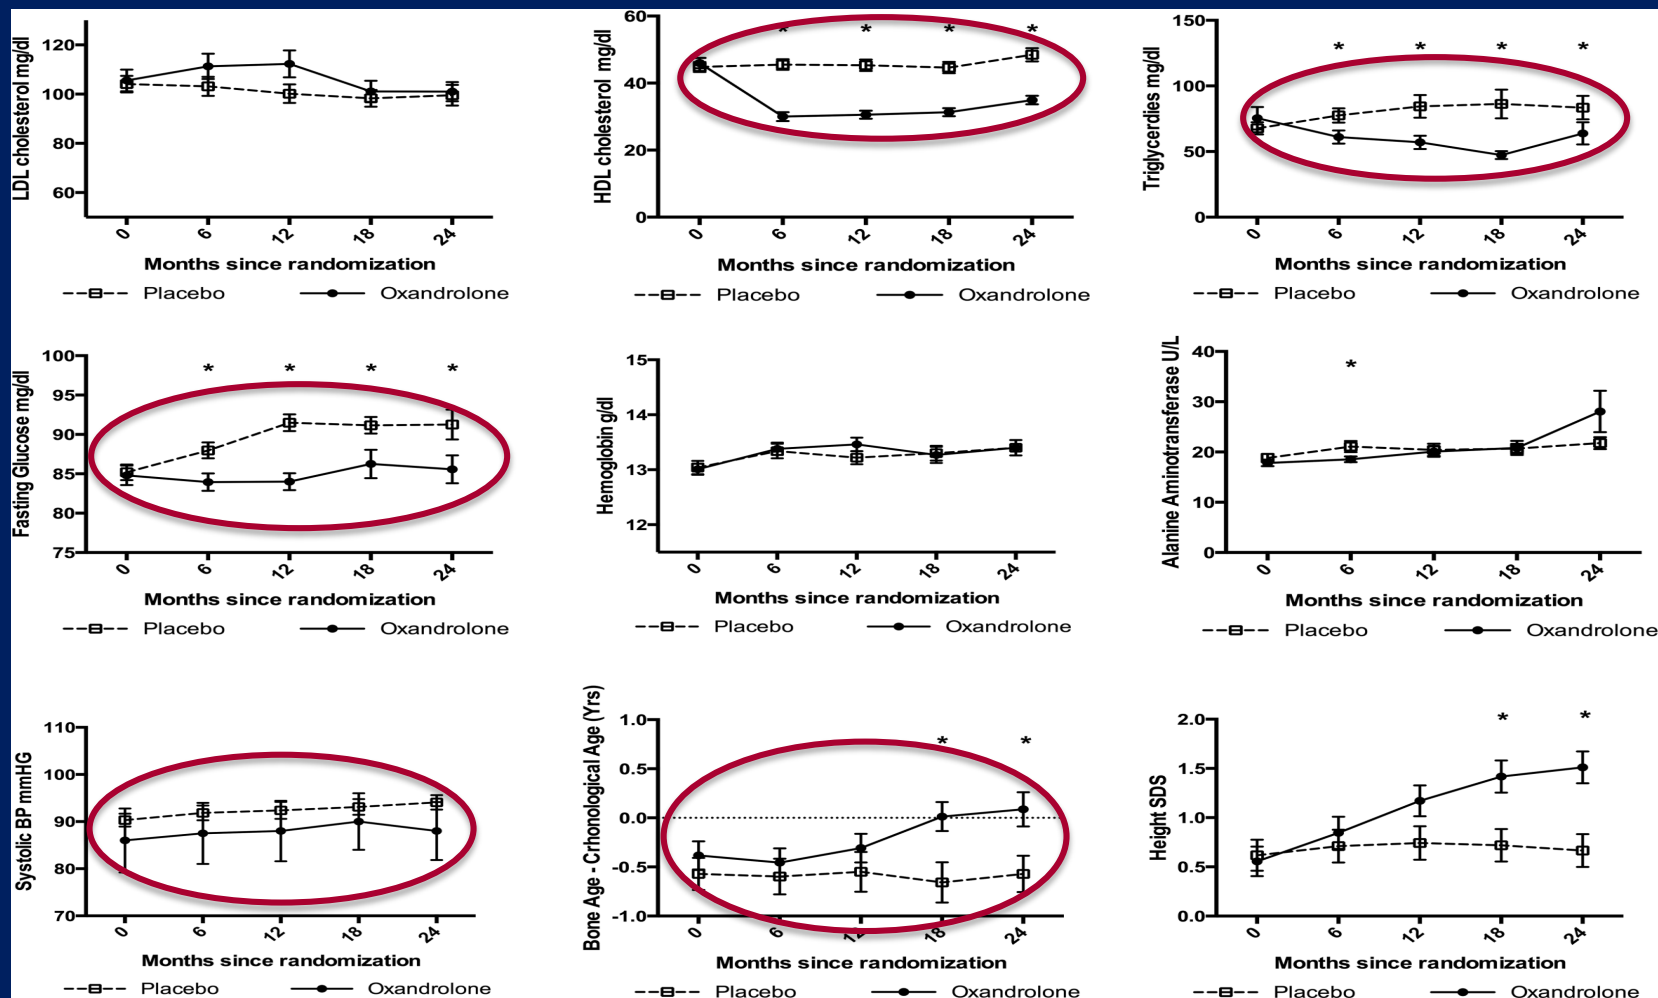 LDL cholesterol mg/dl
120
100
80
60
0 6 12 18 24
Months since randomization
Placebo Oxandrolone
HDL cholesterol mg/dl
60
40
20
0
* * * *
0 6 12 18 24
Months since randomization
Placebo Oxandrolone
Triglycerdies mg/dl
150
100
50
0
* * * *
0 6 12 18 24
Months since randomization
Placebo Oxandrolone
Fasting Glucose mg/dl
100
95
90
85
80
75
* * * *
0 6 12 18 24
Months since randomization
Placebo Oxandrolone
Hemoglobin g/dl
15
14
13
12
0 6 12 18 24
Months since randomization
Placebo Oxandrolone
Alanine Aminotransferase U/L
40
30
20
10
0
*
0 6 12 18 24
Months since randomization
Placebo Oxandrolone
Systolic BP mmHG
110
100
90
80
70
0 6 12 18 24
Months since randomization
Placebo Oxandrolone
Bone Age - Crhonological Age (Yrs)
1.0
0.5
0.0
-0.5
-1.0
* *
0 6 12 18 24
Months since randomization
Placebo Oxandrolone
Height SDS
2.0
1.5
1.0
0.5
0.0
* *
0 6 12 18 24
Months since randomization
Placebo Oxandrolone